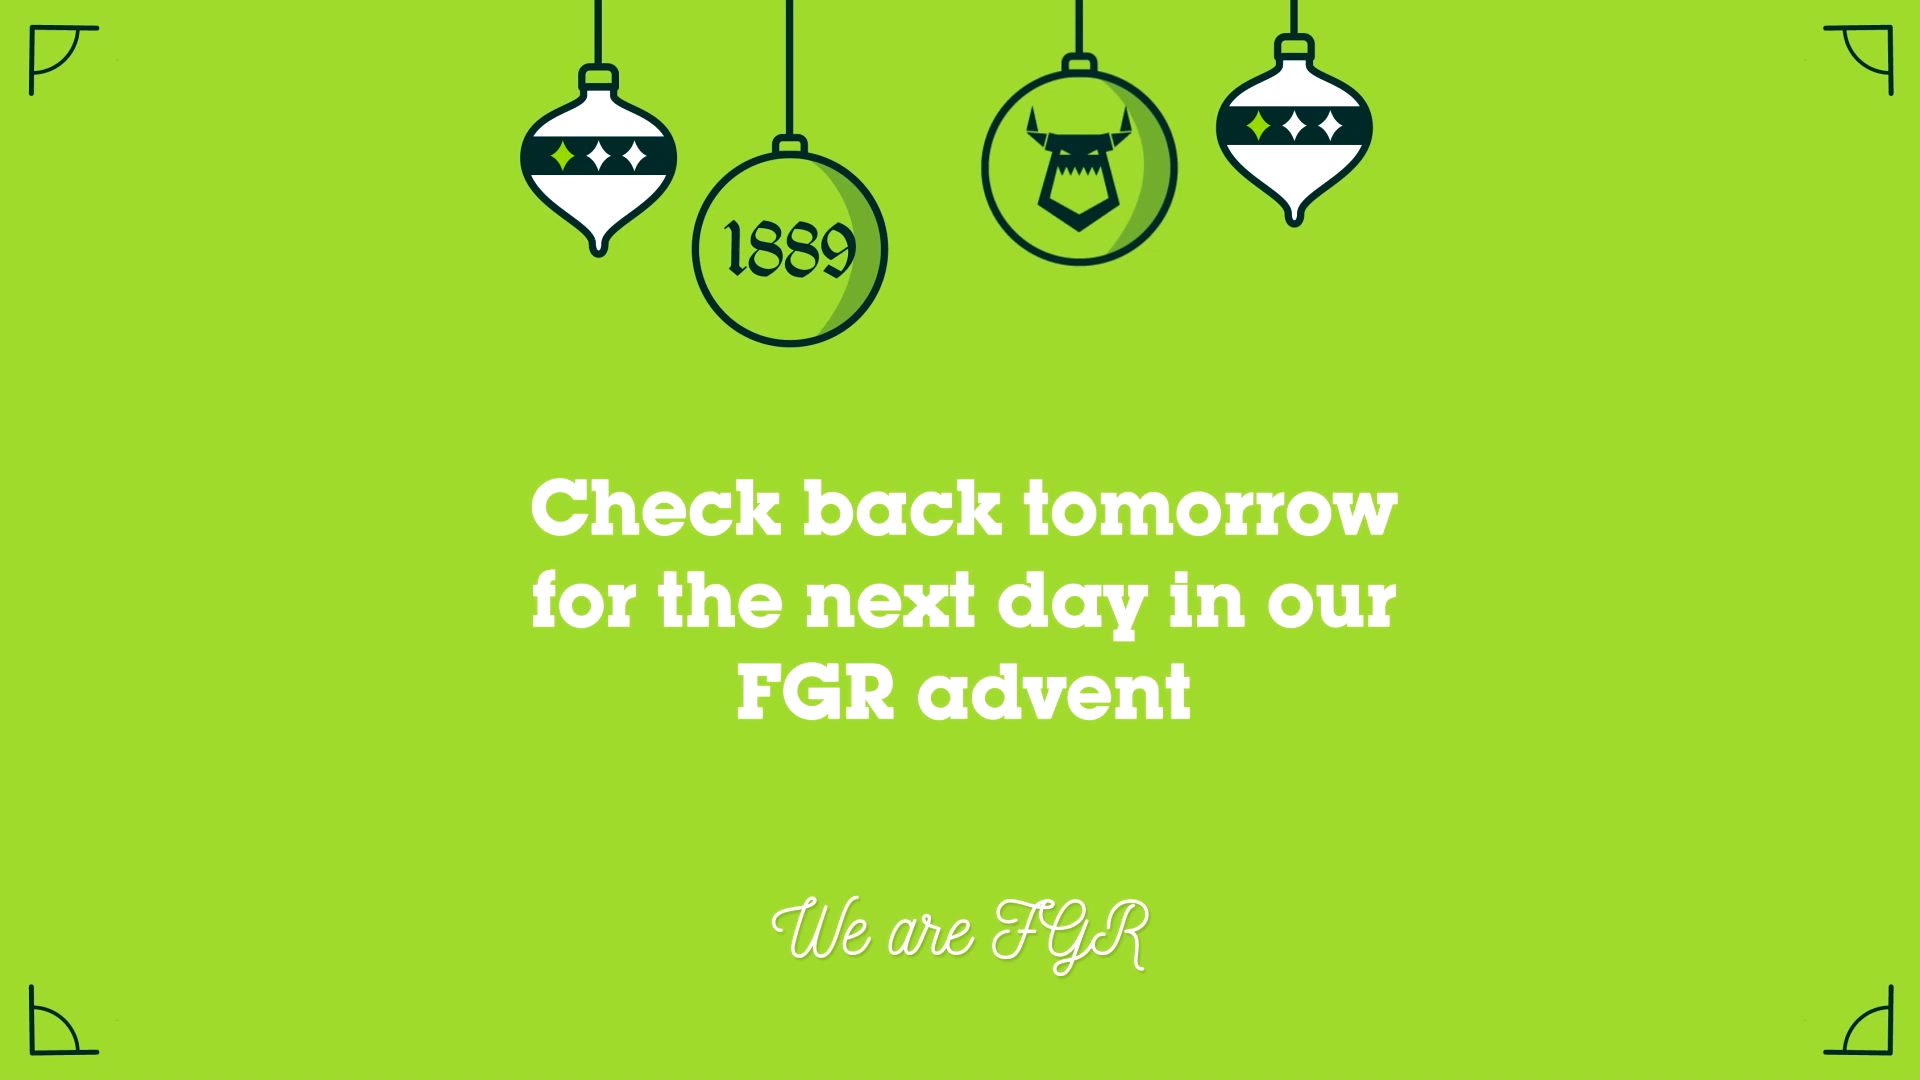 1889
Check back tomorrow
for the next day in our
FGR advent
We are FGR